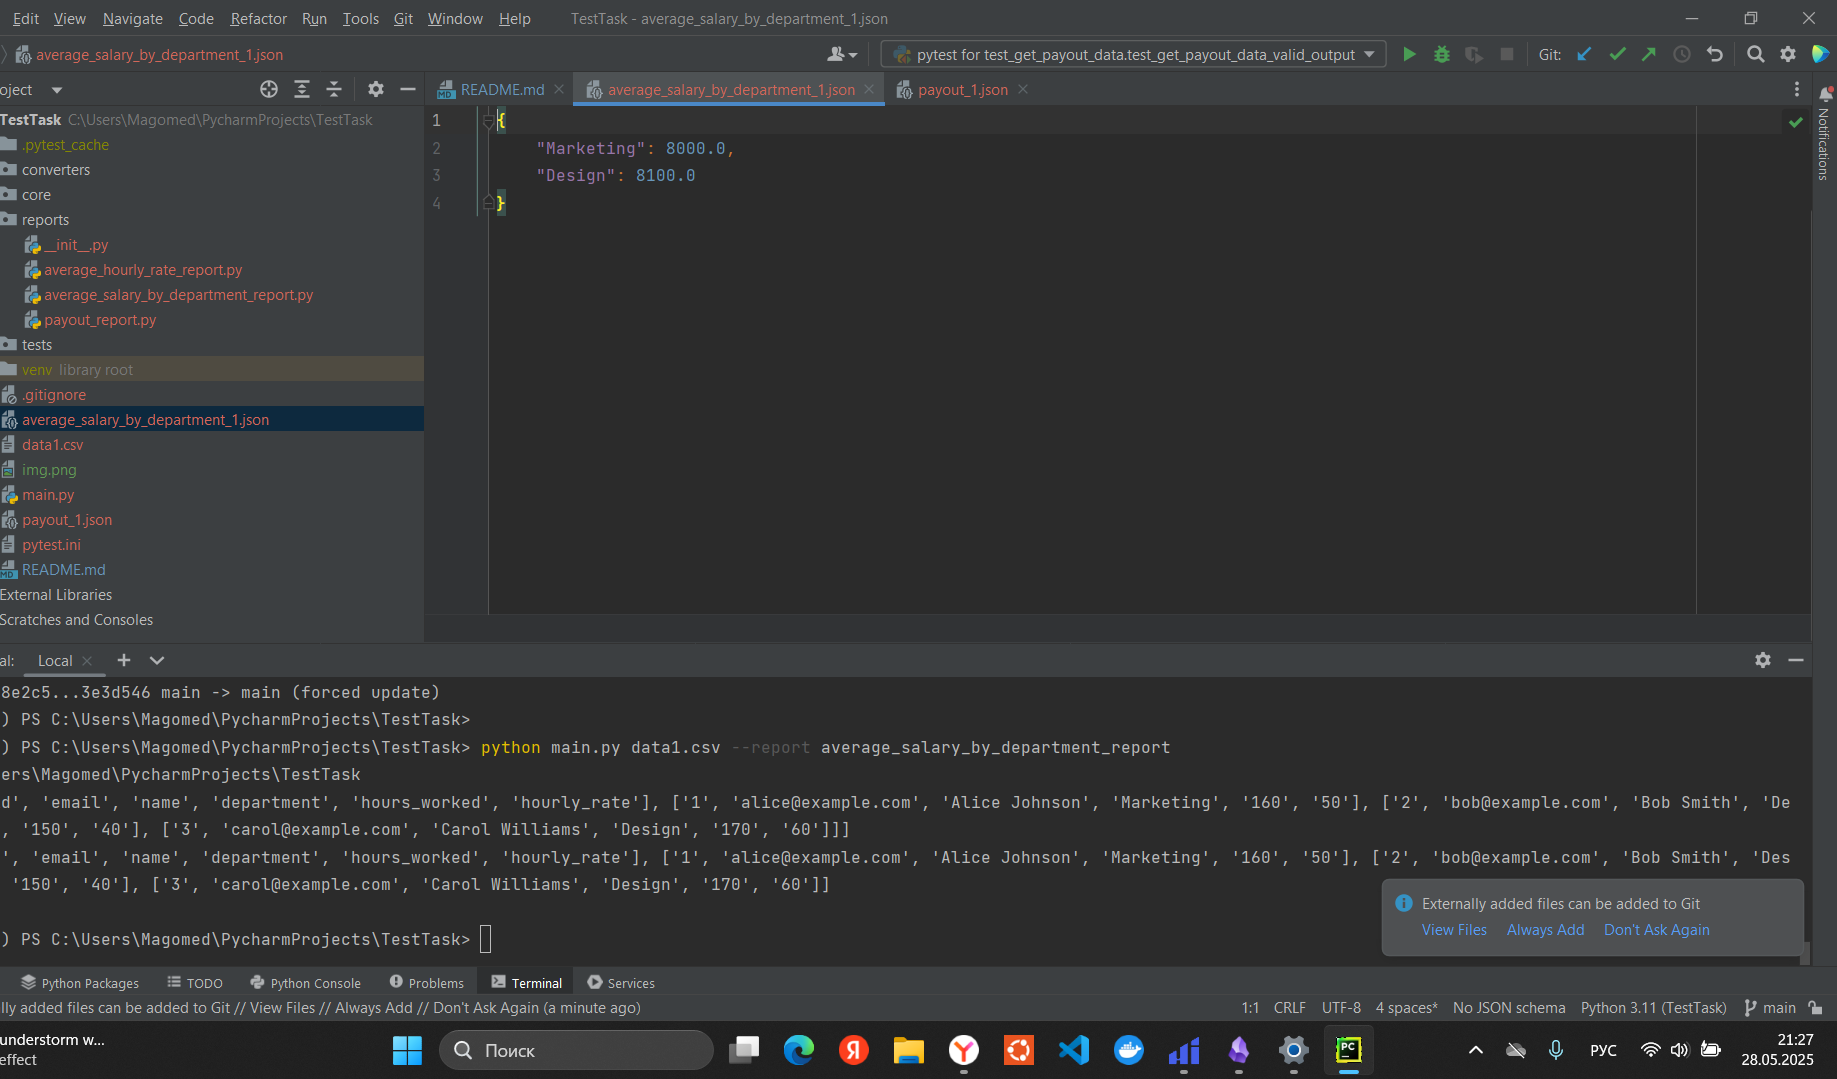 Edit View Navigate Code Refactor Run Tools Git Window Help TestTask - average_salary_by_department_1.json
average_salary_by_department_1.json pytest for test_get_payout_data.test_get_payout_data_valid_output Git:
oject README.md average_salary_by_department_1.json payout_1.json
TestTask C:\Users\Magomed\PycharmProjects\TestTask
.pytest_cache
converters
core
reports
__init__.py
average_hourly_rate_report.py
average_salary_by_department_report.py
payout_report.py
tests
venv library root
.gitignore
average_salary_by_department_1.json
data1.csv
img.png
main.py
payout_1.json
pytest.ini
README.md
External Libraries
Scratches and Consoles
1 {
2 "Marketing": 8000.0,
3 "Design": 8100.0
4 }
Notifications
al: Local
8e2c5...3e3d546 main -> main (forced update)
) PS C:\Users\Magomed\PycharmProjects\TestTask>
) PS C:\Users\Magomed\PycharmProjects\TestTask> python main.py data1.csv --report average_salary_by_department_report
ers\Magomed\PycharmProjects\TestTask
d', 'email', 'name', 'department', 'hours_worked', 'hourly_rate'], ['1', 'alice@example.com', 'Alice Johnson', 'Marketing', '160', '50'], ['2', 'bob@example.com', 'Bob Smith', 'De
, '150', '40'], ['3', 'carol@example.com', 'Carol Williams', 'Design', '170', '60']]]
', 'email', 'name', 'department', 'hours_worked', 'hourly_rate'], ['1', 'alice@example.com', 'Alice Johnson', 'Marketing', '160', '50'], ['2', 'bob@example.com', 'Bob Smith', 'Des
'150', '40'], ['3', 'carol@example.com', 'Carol Williams', 'Design', '170', '60']]
) PS C:\Users\Magomed\PycharmProjects\TestTask>
Externally added files can be added to Git
View Files Always Add Don't Ask Again
Python Packages TODO Python Console Problems Terminal Services
lly added files can be added to Git // View Files // Always Add // Don't Ask Again (a minute ago) 1:1 CRLF UTF-8 4 spaces* No JSON schema Python 3.11 (TestTask) main
understorm w...
effect
Поиск
РУС
21:27
28.05.2025